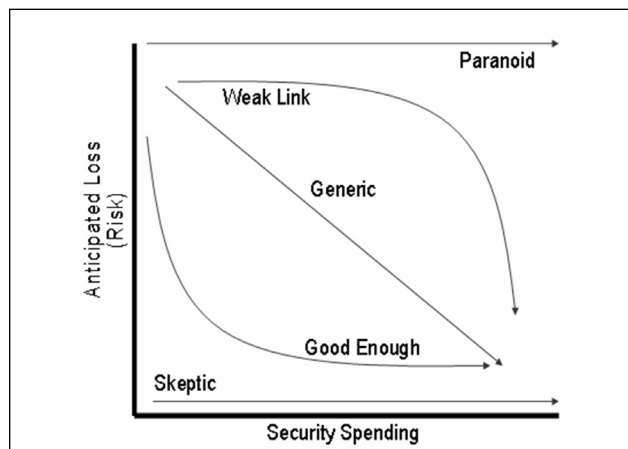 Paranoid
Weak Link
Generic
Good Enough
Skeptic
Anticipated Loss
(Risk)
Security Spending